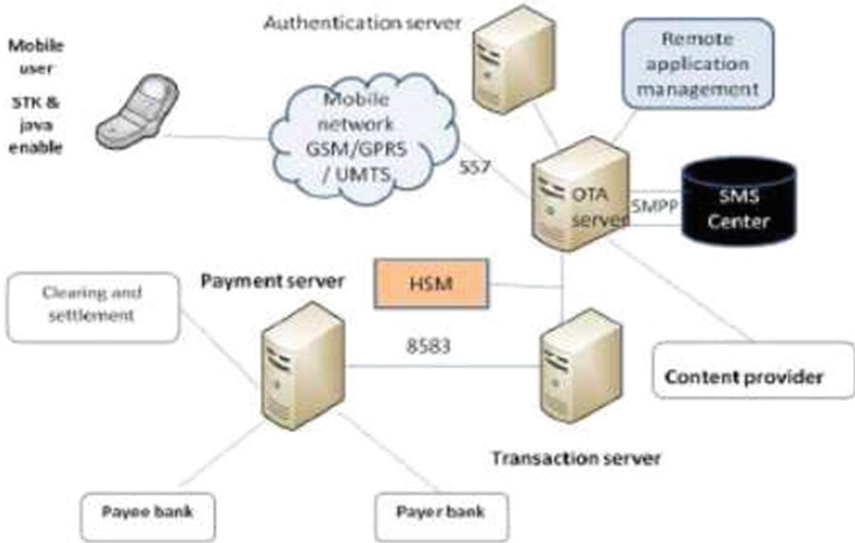 Authentication server
Mobile
user
STK &
java
enable
Remote
application
management
Mobile
network
GSM/GPRS
/ UMTS
557
OTA
server
SMPP
SMS
Center
Payment server
HSM
Clearing and
settlement
8583
Content provider
Transaction server
Payee bank
Payer bank